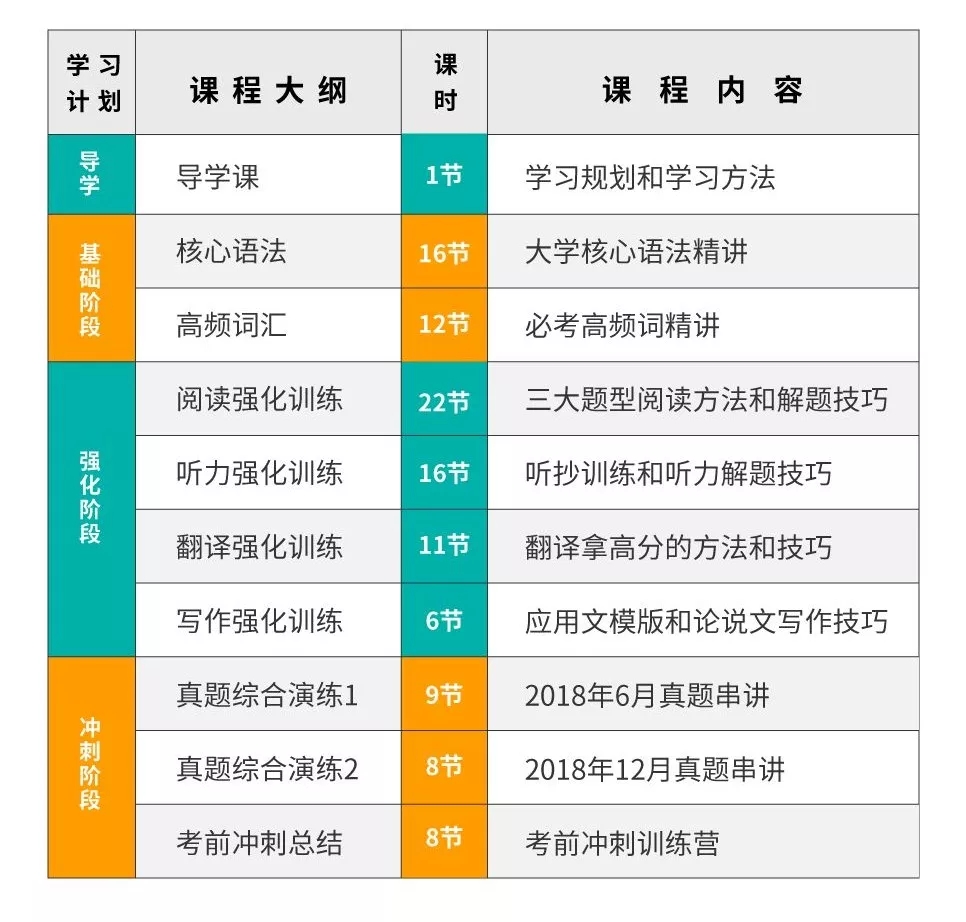 学习计划
课程大纲
课时
课程内容
导学
导学课
1节
学习规划和学习方法
基础阶段
核心语法
16节
大学核心语法精讲
高频词汇
12节
必考高频词精讲
强化阶段
阅读强化训练
22节
三大题型阅读方法和解题技巧
听力强化训练
16节
听抄训练和听力解题技巧
翻译强化训练
11节
翻译拿高分的方法和技巧
写作强化训练
6节
应用文模版和论说文写作技巧
冲刺阶段
真题综合演练1
9节
2018年6月真题串讲
真题综合演练2
8节
2018年12月真题串讲
考前冲刺总结
8节
考前冲刺训练营